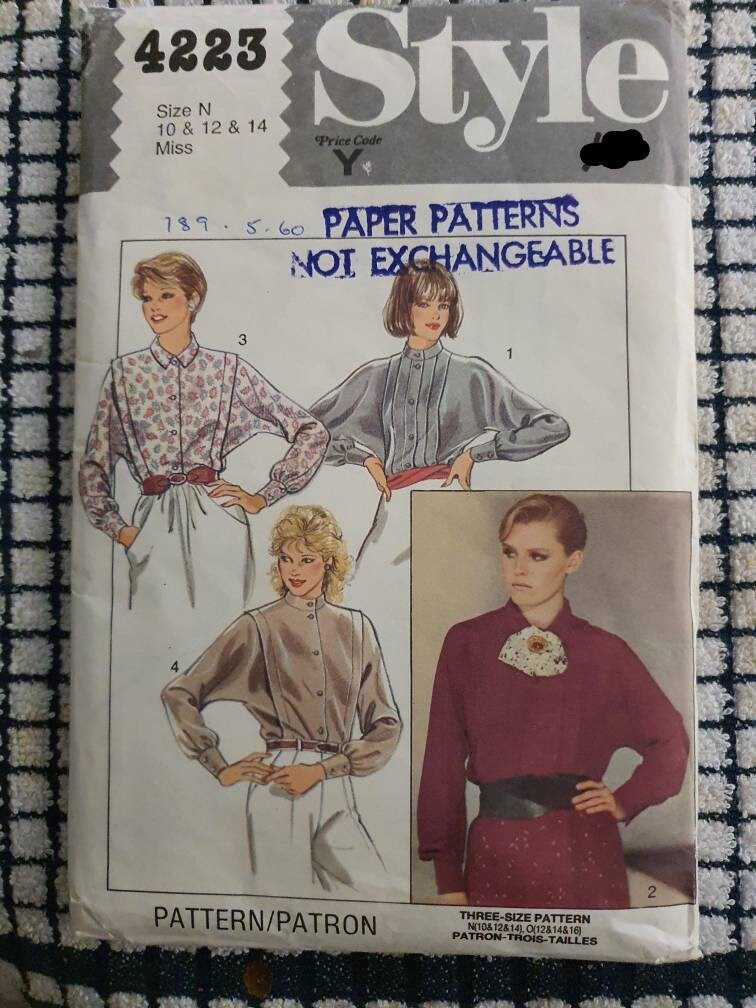 4223
Style
Size N
10 & 12 & 14
Miss
Price Code
Y
789 . 5.60
PAPER PATTERNS
NOT EXCHANGEABLE
3
1
4
2
PATTERN/PATRON
THREE-SIZE PATTERN
N(10&12&14), O(12&14&16)
PATRON-TROIS-TAILLES